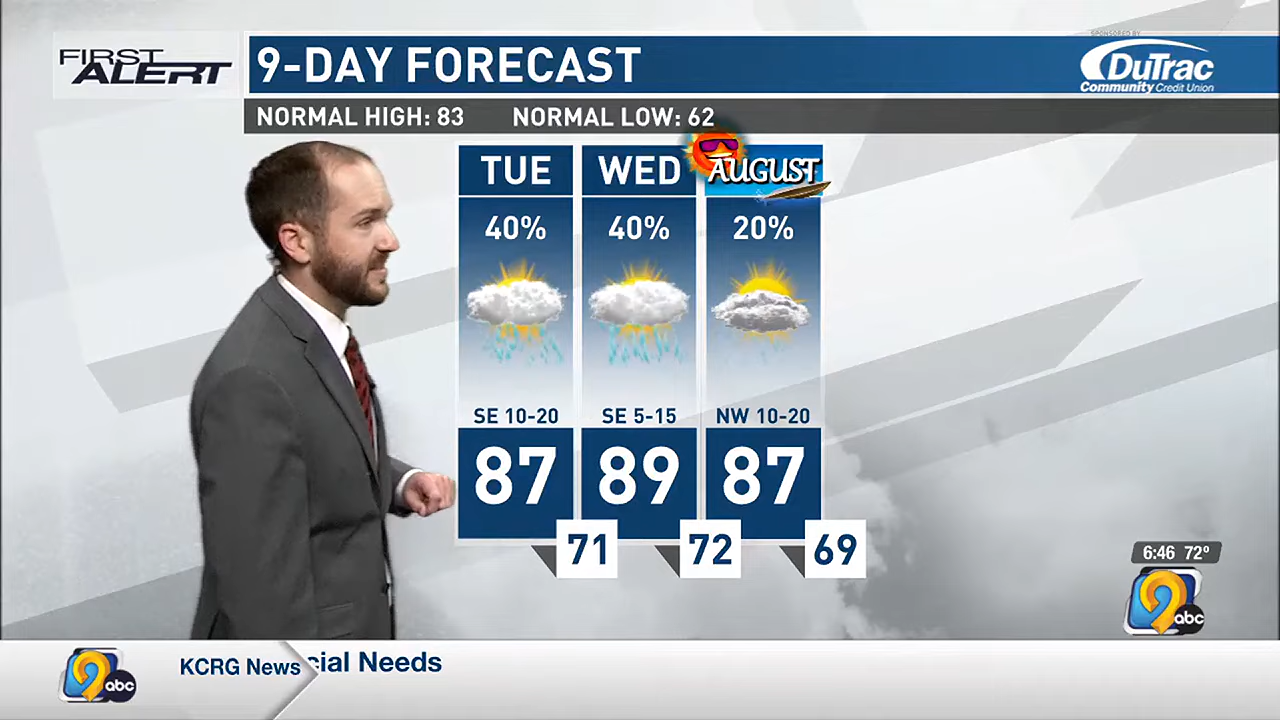 FIRST
ALERT
9-DAY FORECAST
SPONSORED BY
DuTrac
Community Credit Union
NORMAL HIGH: 83 NORMAL LOW: 62
TUE WED AUGUST
40% 40% 20%
SE 10-20 SE 5-15 NW 10-20
87 89 87
71 72 69
6:46 72°
9 abc
9 abc
KCRG News cial Needs